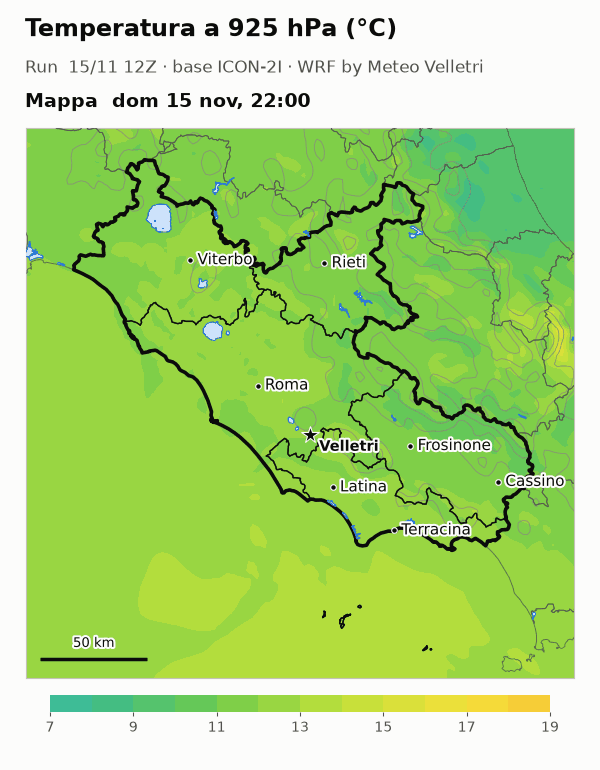 Temperatura a 925 hPa (°C)
Run  15/11 12Z · base ICON-2I · WRF by Meteo Velletri
Mappa  dom 15 nov, 22:00
Viterbo
Rieti
Roma
Velletri
Frosinone
Cassino
Latina
Terracina
50 km
7 9 11 13 15 17 19